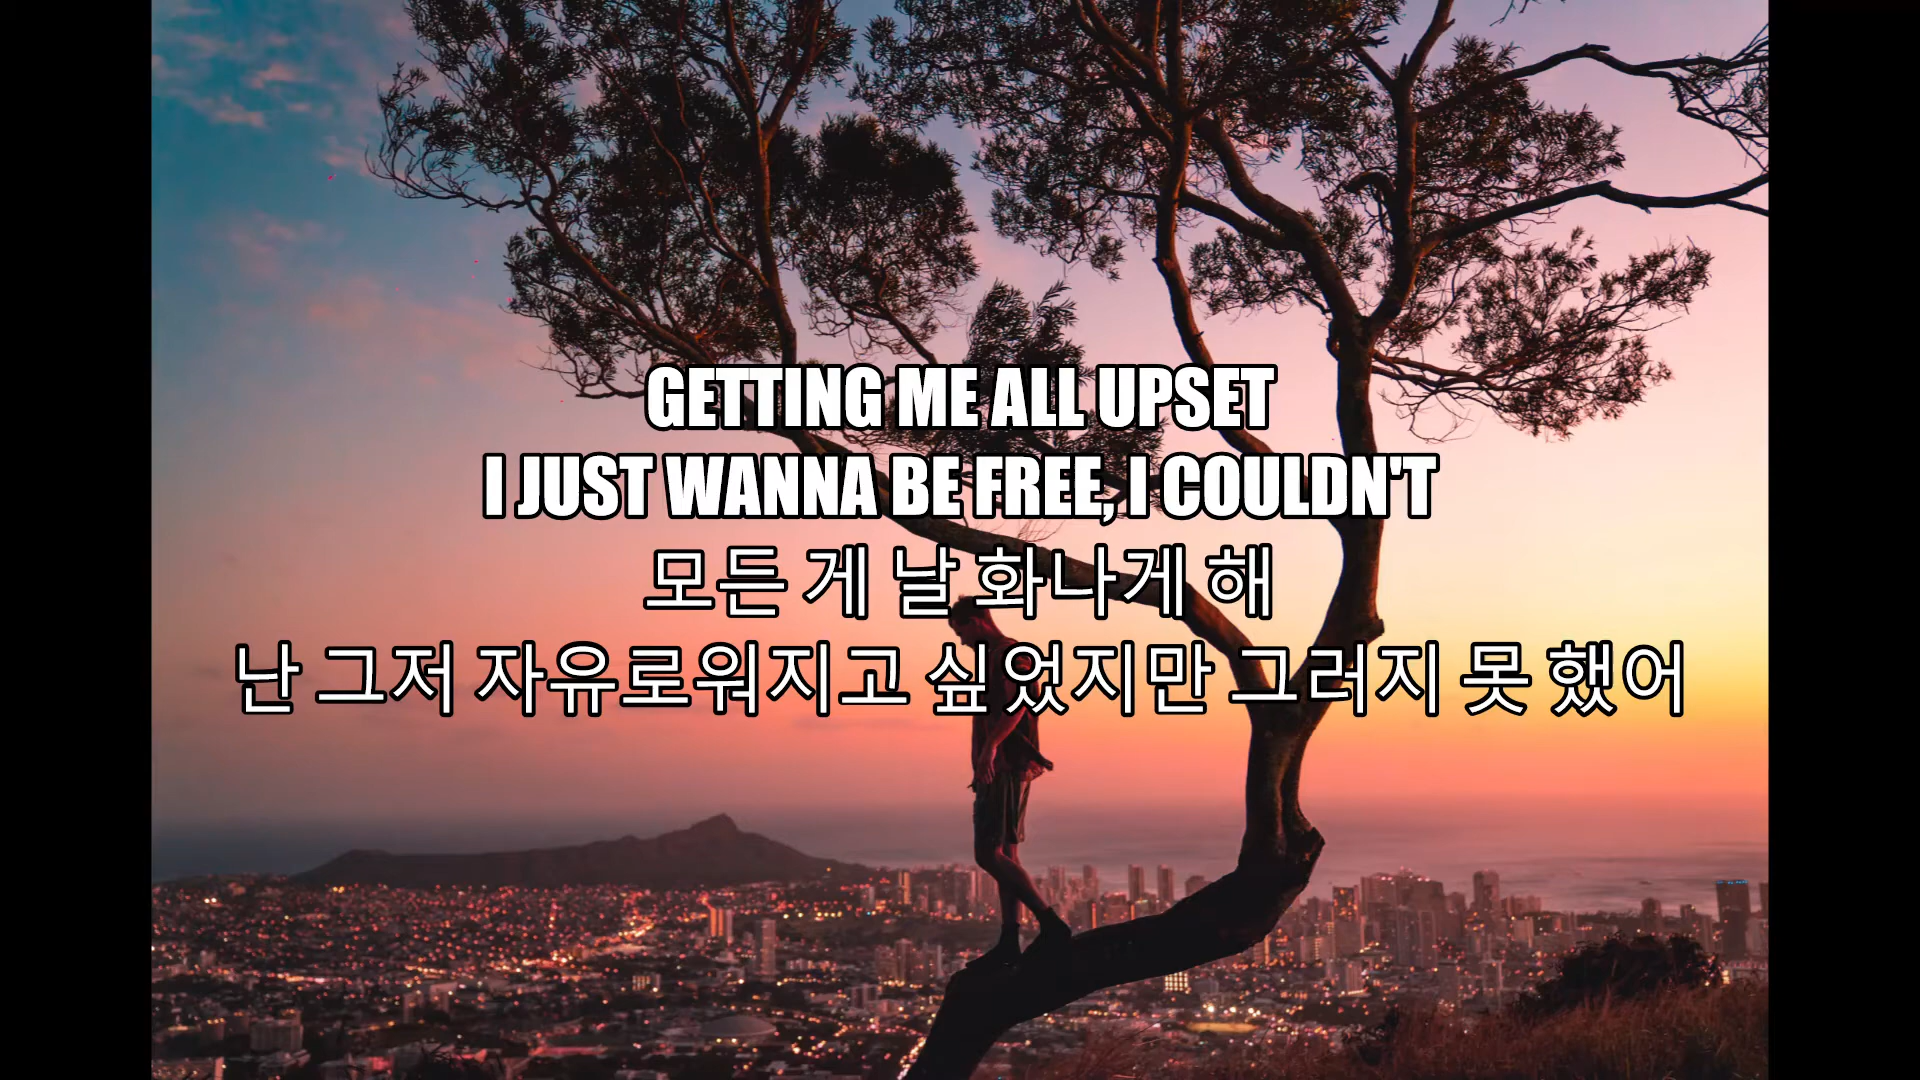 GETTING ME ALL UPSET
I JUST WANNA BE FREE, I COULDN'T
모든 게 날 화나게 해
난 그저 자유로워지고 싶었지만 그러지 못 했어